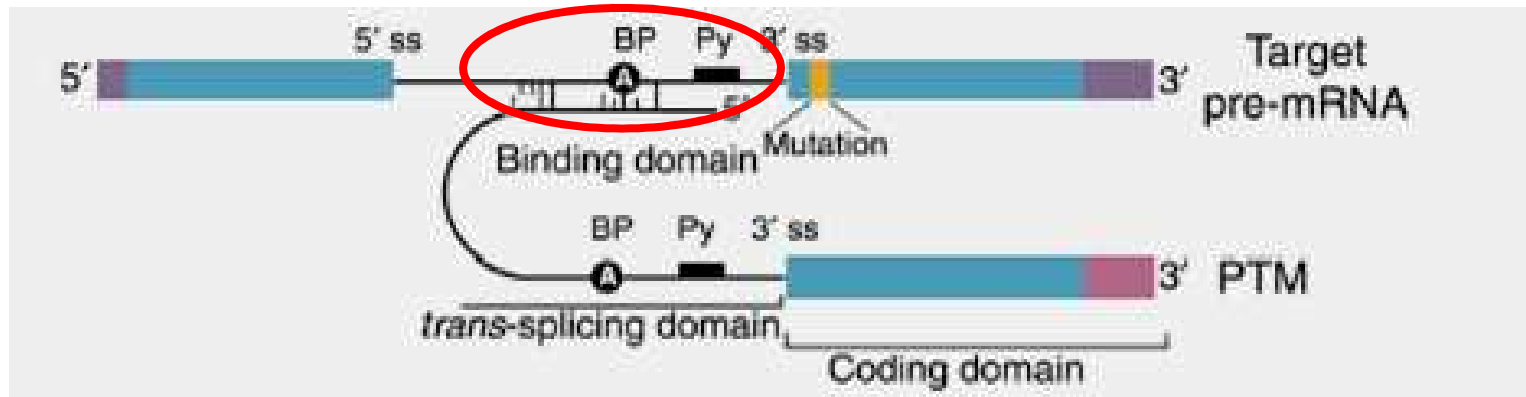 5′ ss BP Py 3′ ss
5′ A 3′ Target
pre-mRNA
5′
Binding domain Mutation
BP Py 3′ ss
A 3′ PTM
trans-splicing domain
Coding domain